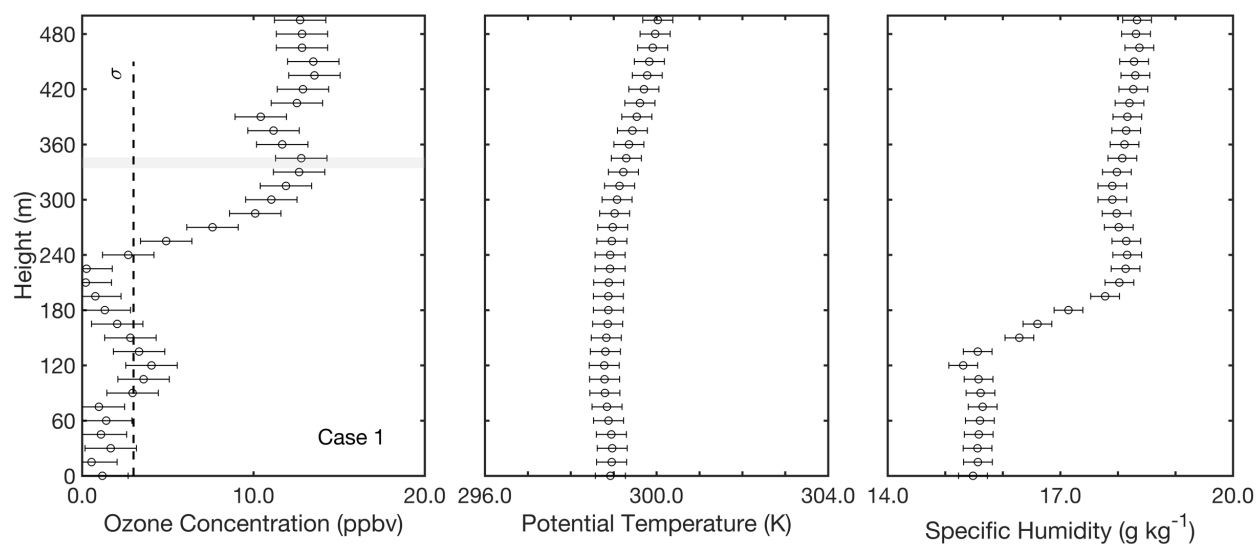 480
420
360
300
240
180
120
60
0
Height (m)
σ
Case 1
0.0 10.0 20.0
Ozone Concentration (ppbv)
296.0 300.0 304.0
Potential Temperature (K)
14.0 17.0 20.0
Specific Humidity (g kg⁻¹)